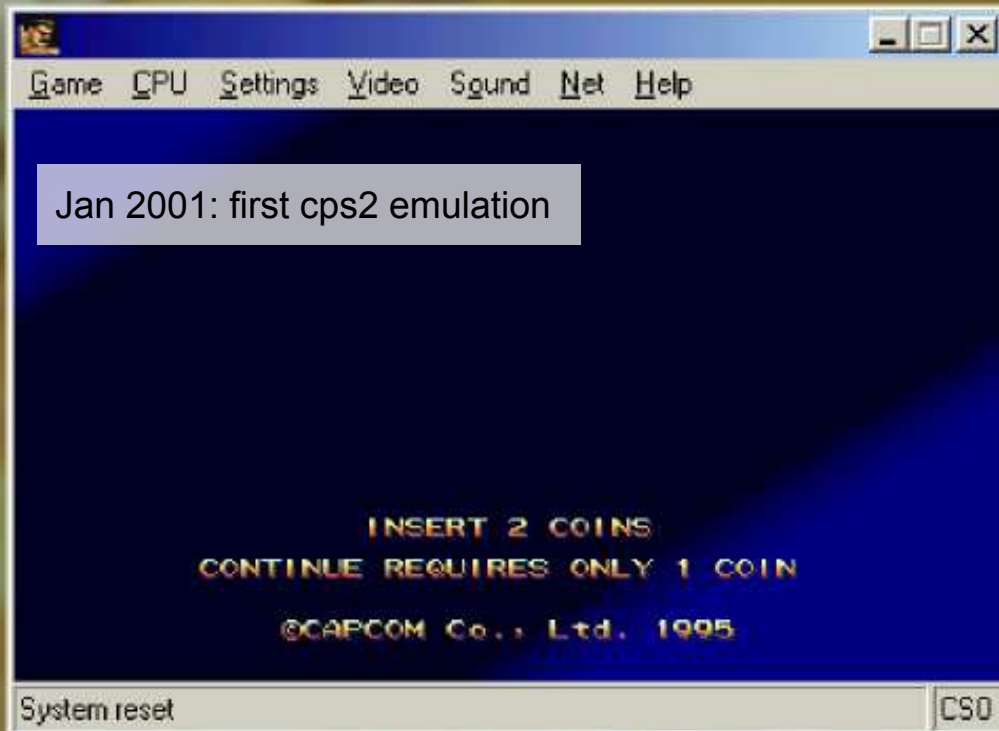 Game CPU Settings Video Sound Net Help
Jan 2001: first cps2 emulation
INSERT 2 COINS
CONTINUE REQUIRES ONLY 1 COIN
©CAPCOM Co., Ltd. 1995
System reset
CS0